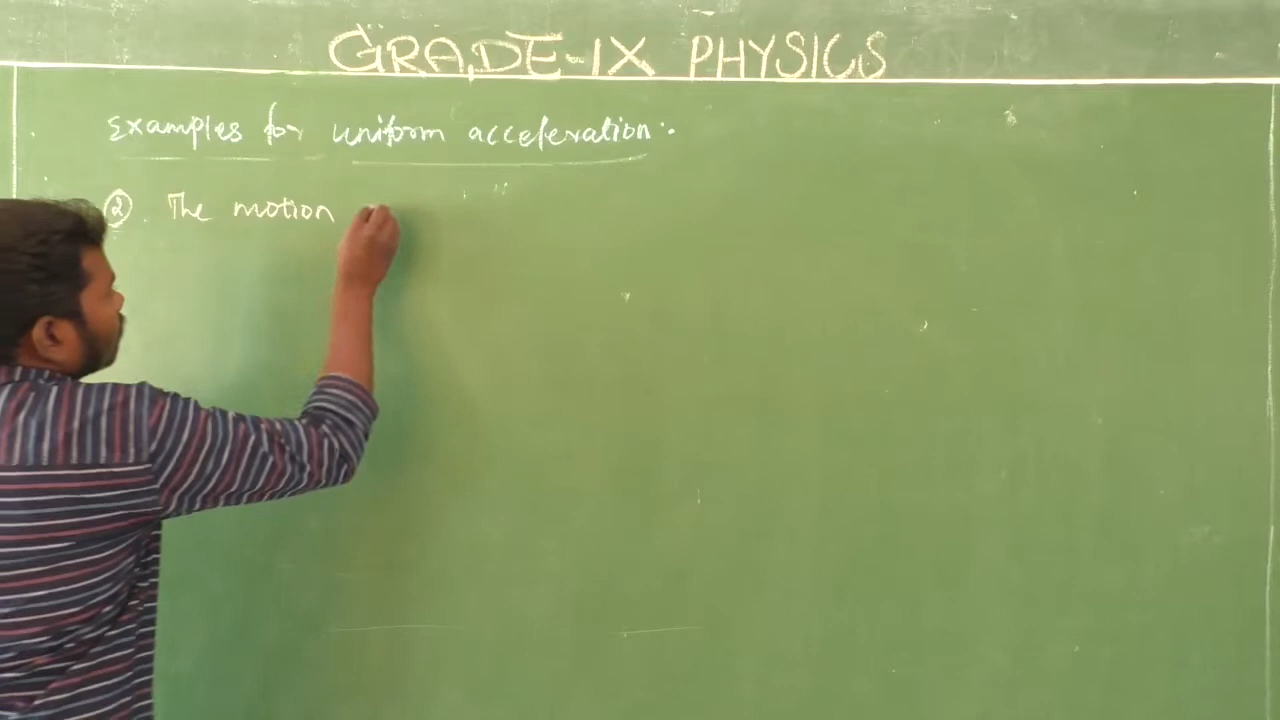 GRADE-IX PHYSICS
Examples for uniform acceleration:
②. The motion